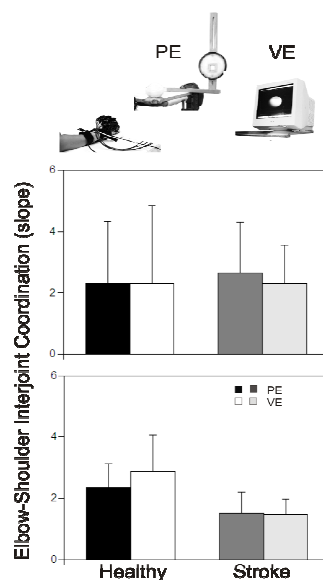 PE VE
Elbow-Shoulder Interjoint Coordination (slope)
6
4
2
0
6
PE
VE
4
2
0
Healthy Stroke